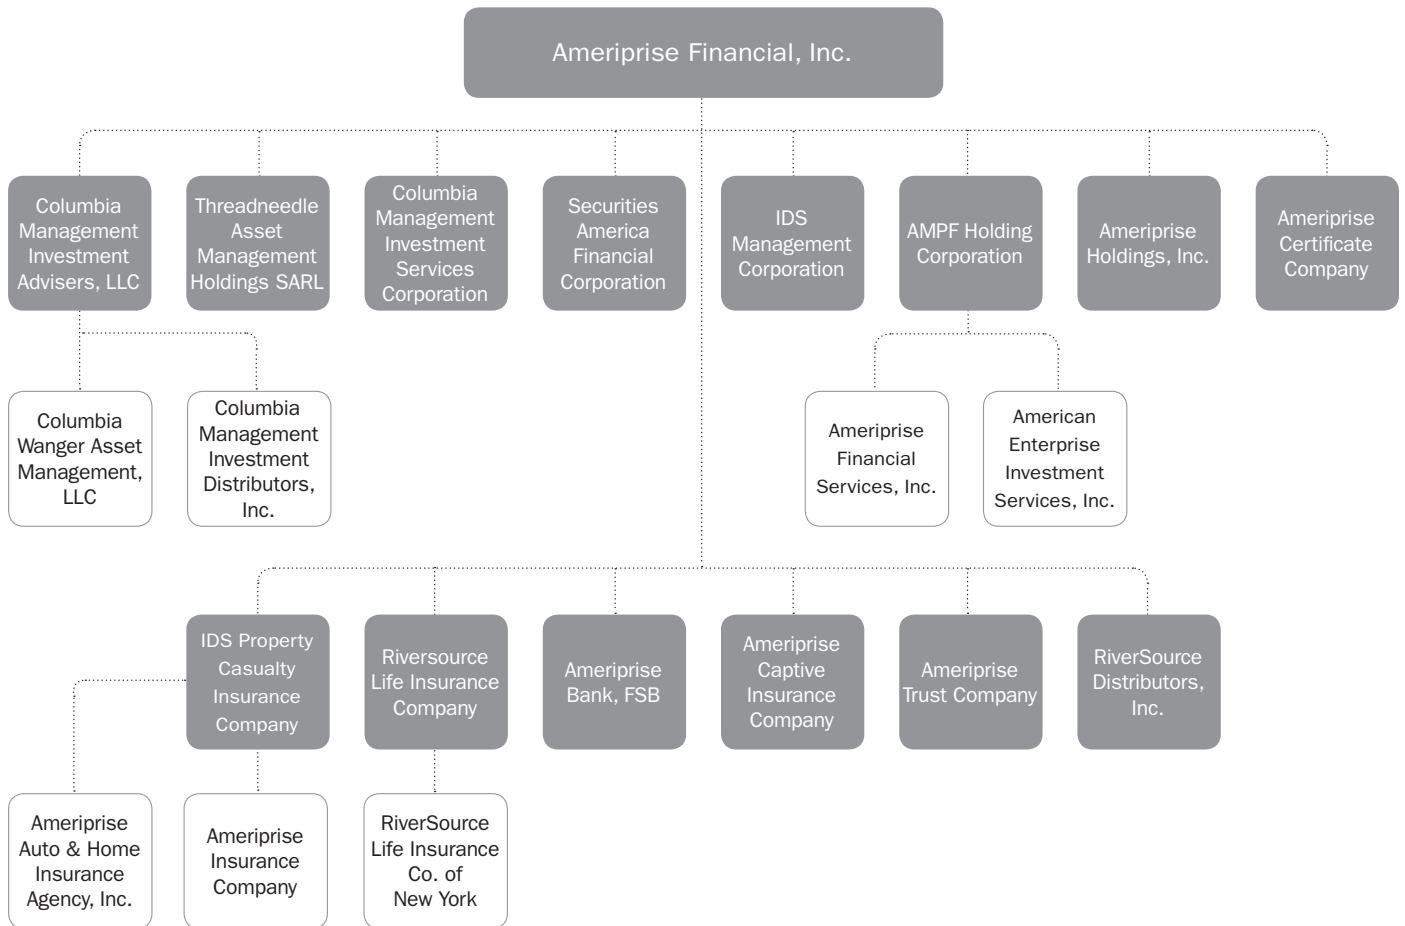 Ameriprise Financial, Inc.
Columbia
Management
Investment
Advisers, LLC
Threadneedle
Asset
Management
Holdings SARL
Columbia
Management
Investment
Services
Corporation
Securities
America
Financial
Corporation
IDS
Management
Corporation
AMPF Holding
Corporation
Ameriprise
Holdings, Inc.
Ameriprise
Certificate
Company
Columbia
Wanger Asset
Management,
LLC
Columbia
Management
Investment
Distributors,
Inc.
Ameriprise
Financial
Services, Inc.
American
Enterprise
Investment
Services, Inc.
IDS Property
Casualty
Insurance
Company
Riversource
Life Insurance
Company
Ameriprise
Bank, FSB
Ameriprise
Captive
Insurance
Company
Ameriprise
Trust Company
RiverSource
Distributors,
Inc.
Ameriprise
Auto & Home
Insurance
Agency, Inc.
Ameriprise
Insurance
Company
RiverSource
Life Insurance
Co. of
New York